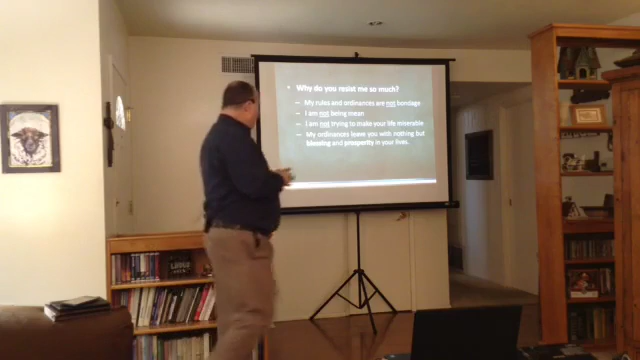 • Why do you resist me so much?
– My rules and ordinances are not bondage
– I am not being mean
– I am not trying to make your life miserable
– My ordinances leave you with nothing but
blessing and prosperity in your lives.